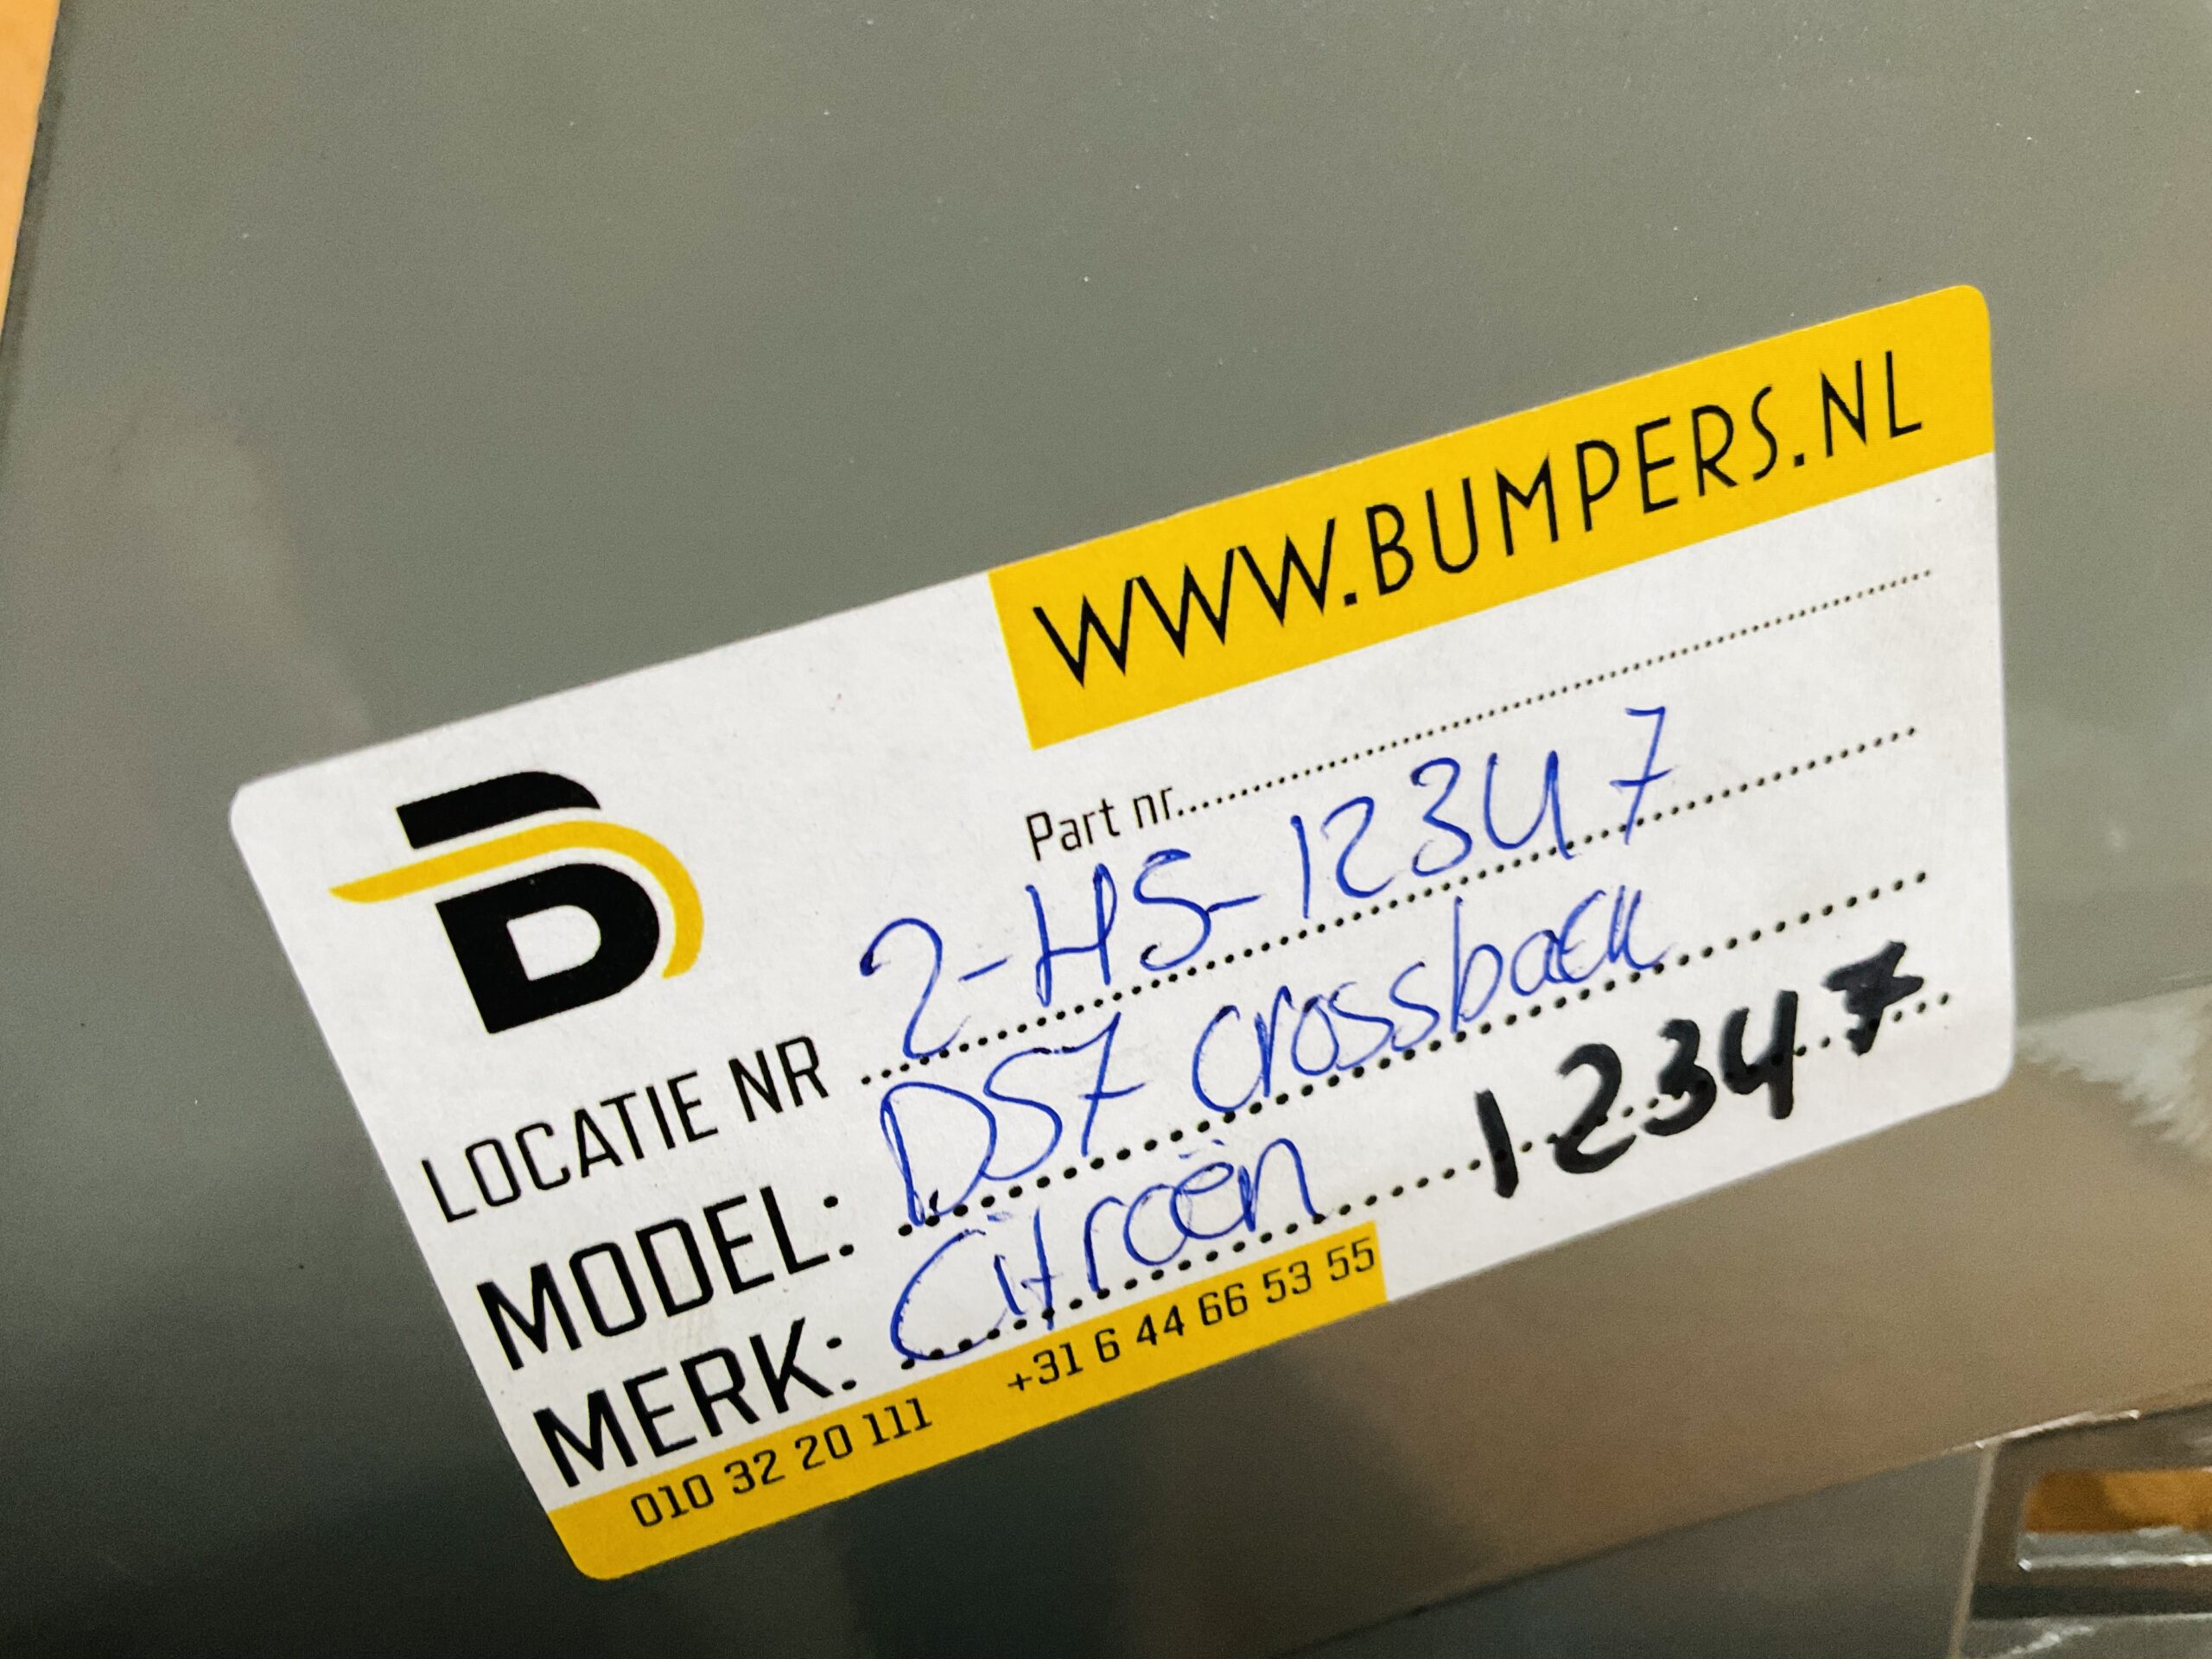 WWW.BUMPERS.NL
Part nr..........
LOCATIE NR 2-HS-12347
MODEL: DS7 crossback
MERK: Citroën 12347
010 32 20 111 +31 6 44 66 53 55